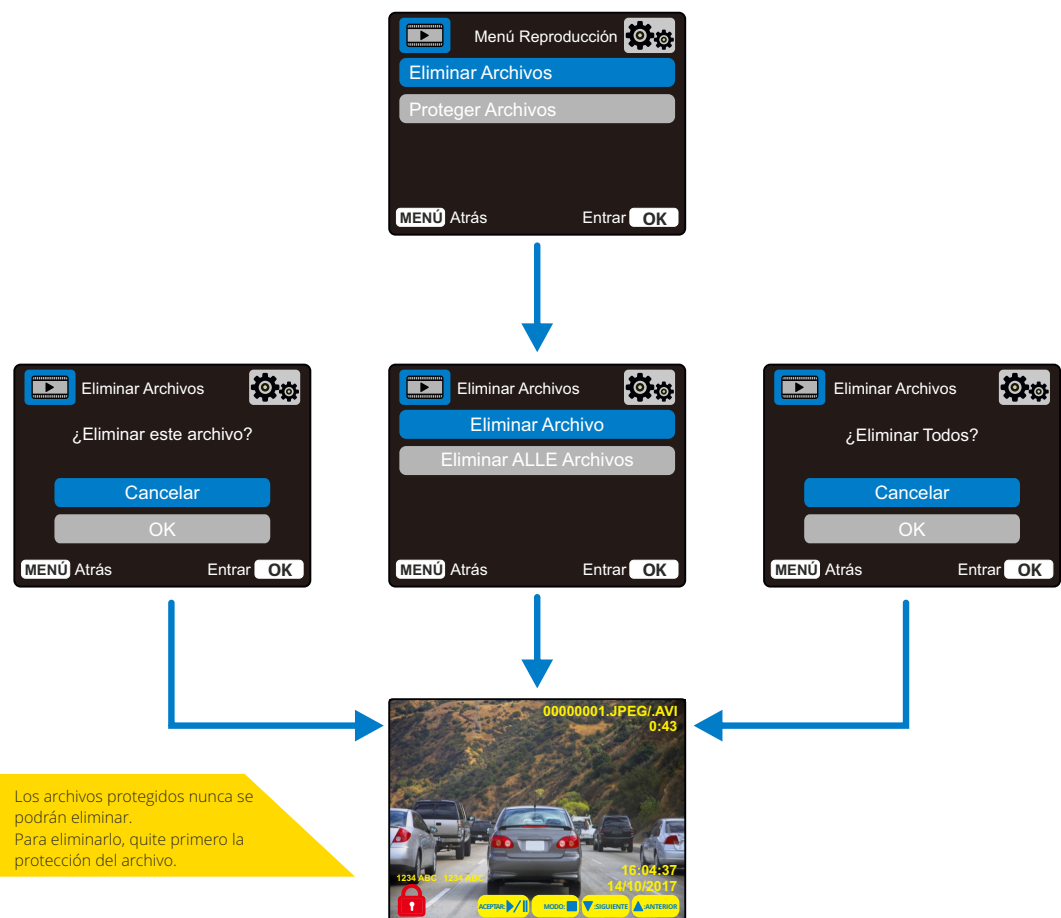 Menú Reproducción
Eliminar Archivos
Proteger Archivos
MENÚ Atrás Entrar OK
Eliminar Archivos
¿Eliminar este archivo?
Cancelar
OK
MENÚ Atrás Entrar OK
Eliminar Archivos
Eliminar Archivo
Eliminar ALLE Archivos
MENÚ Atrás Entrar OK
Eliminar Archivos
¿Eliminar Todos?
Cancelar
OK
MENÚ Atrás Entrar OK
00000001.JPEG/.AVI
0:43
Los archivos protegidos nunca se
podrán eliminar.
Para eliminarlo, quite primero la
protección del archivo.
1234 ABC 1234 ABC
16:04:37
14/10/2017
ACEPTAR: MODO: :SIGUIENTE :ANTERIOR